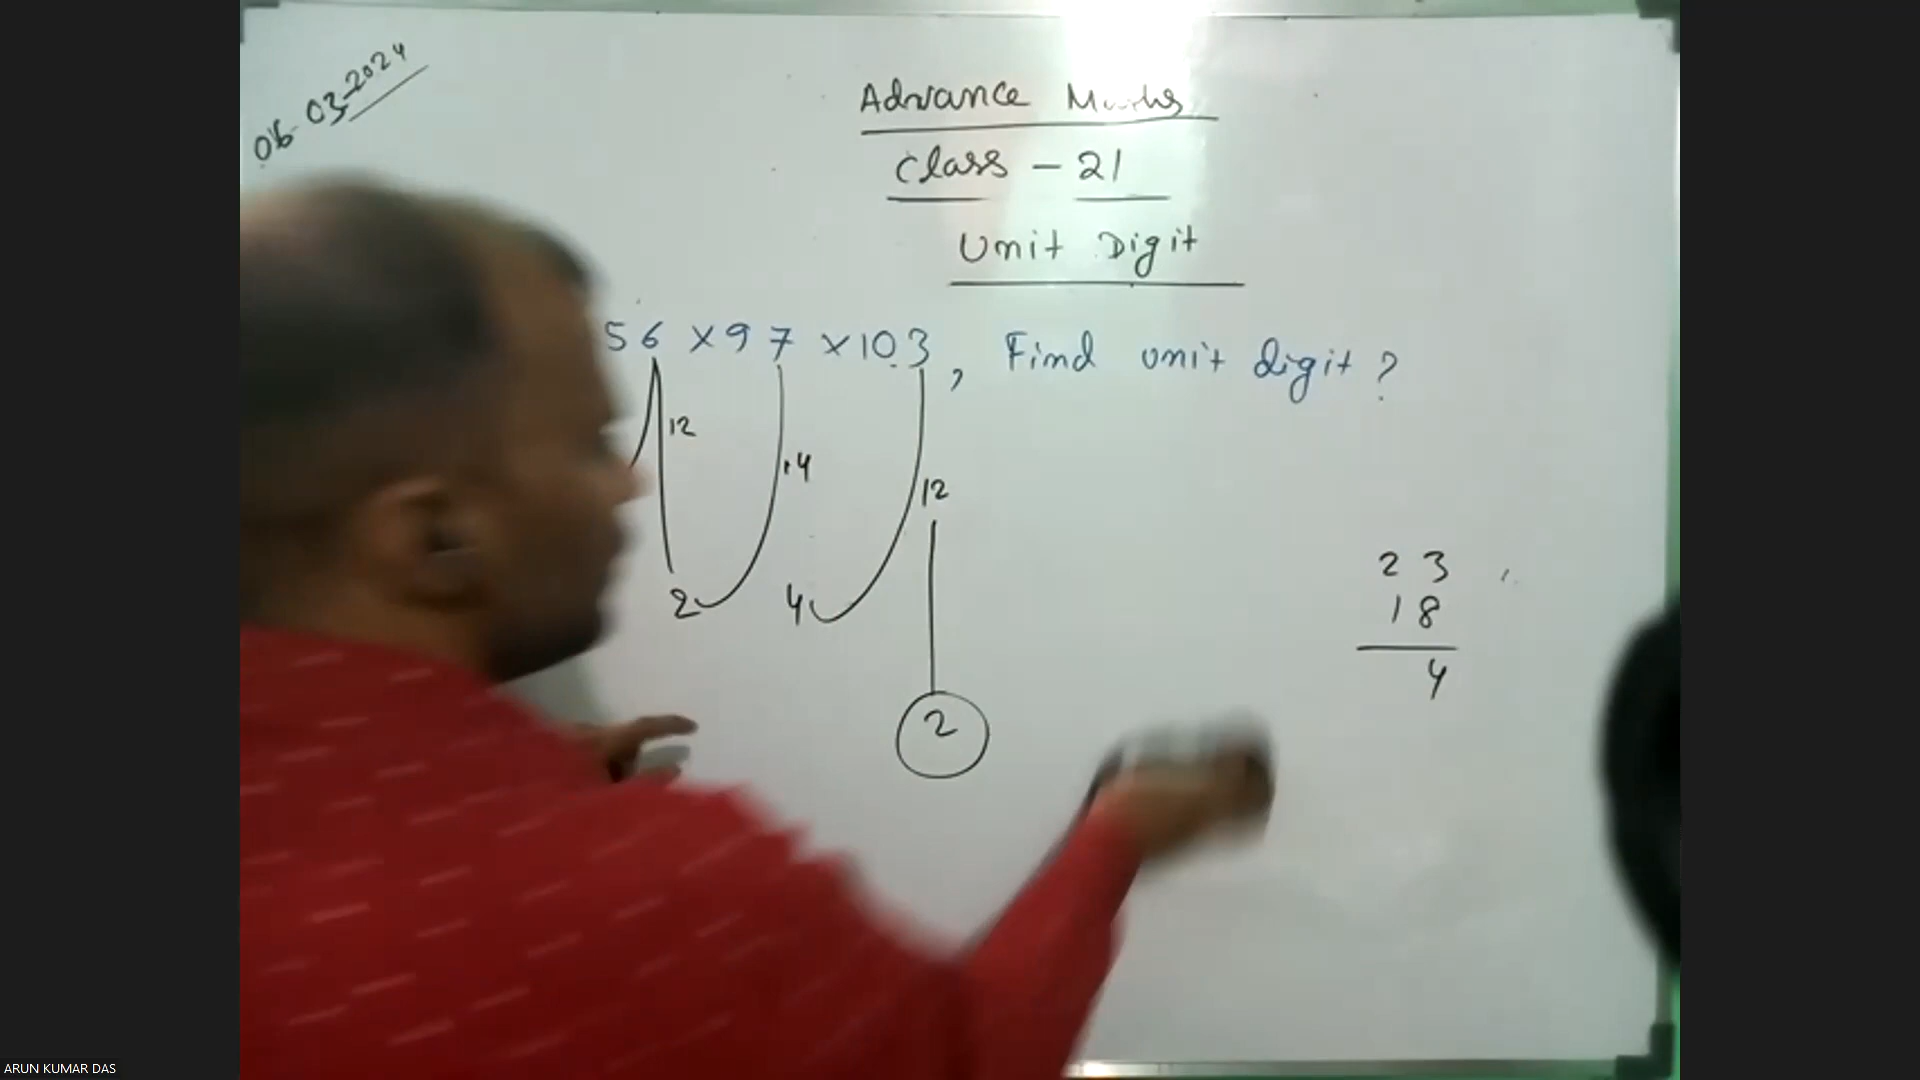 06-03-2024
Advance Maths
Class - 21
Unit Digit
56 × 97 × 103, Find unit digit ?
12
14
12
2
4
2
23
18
4
ARUN KUMAR DAS